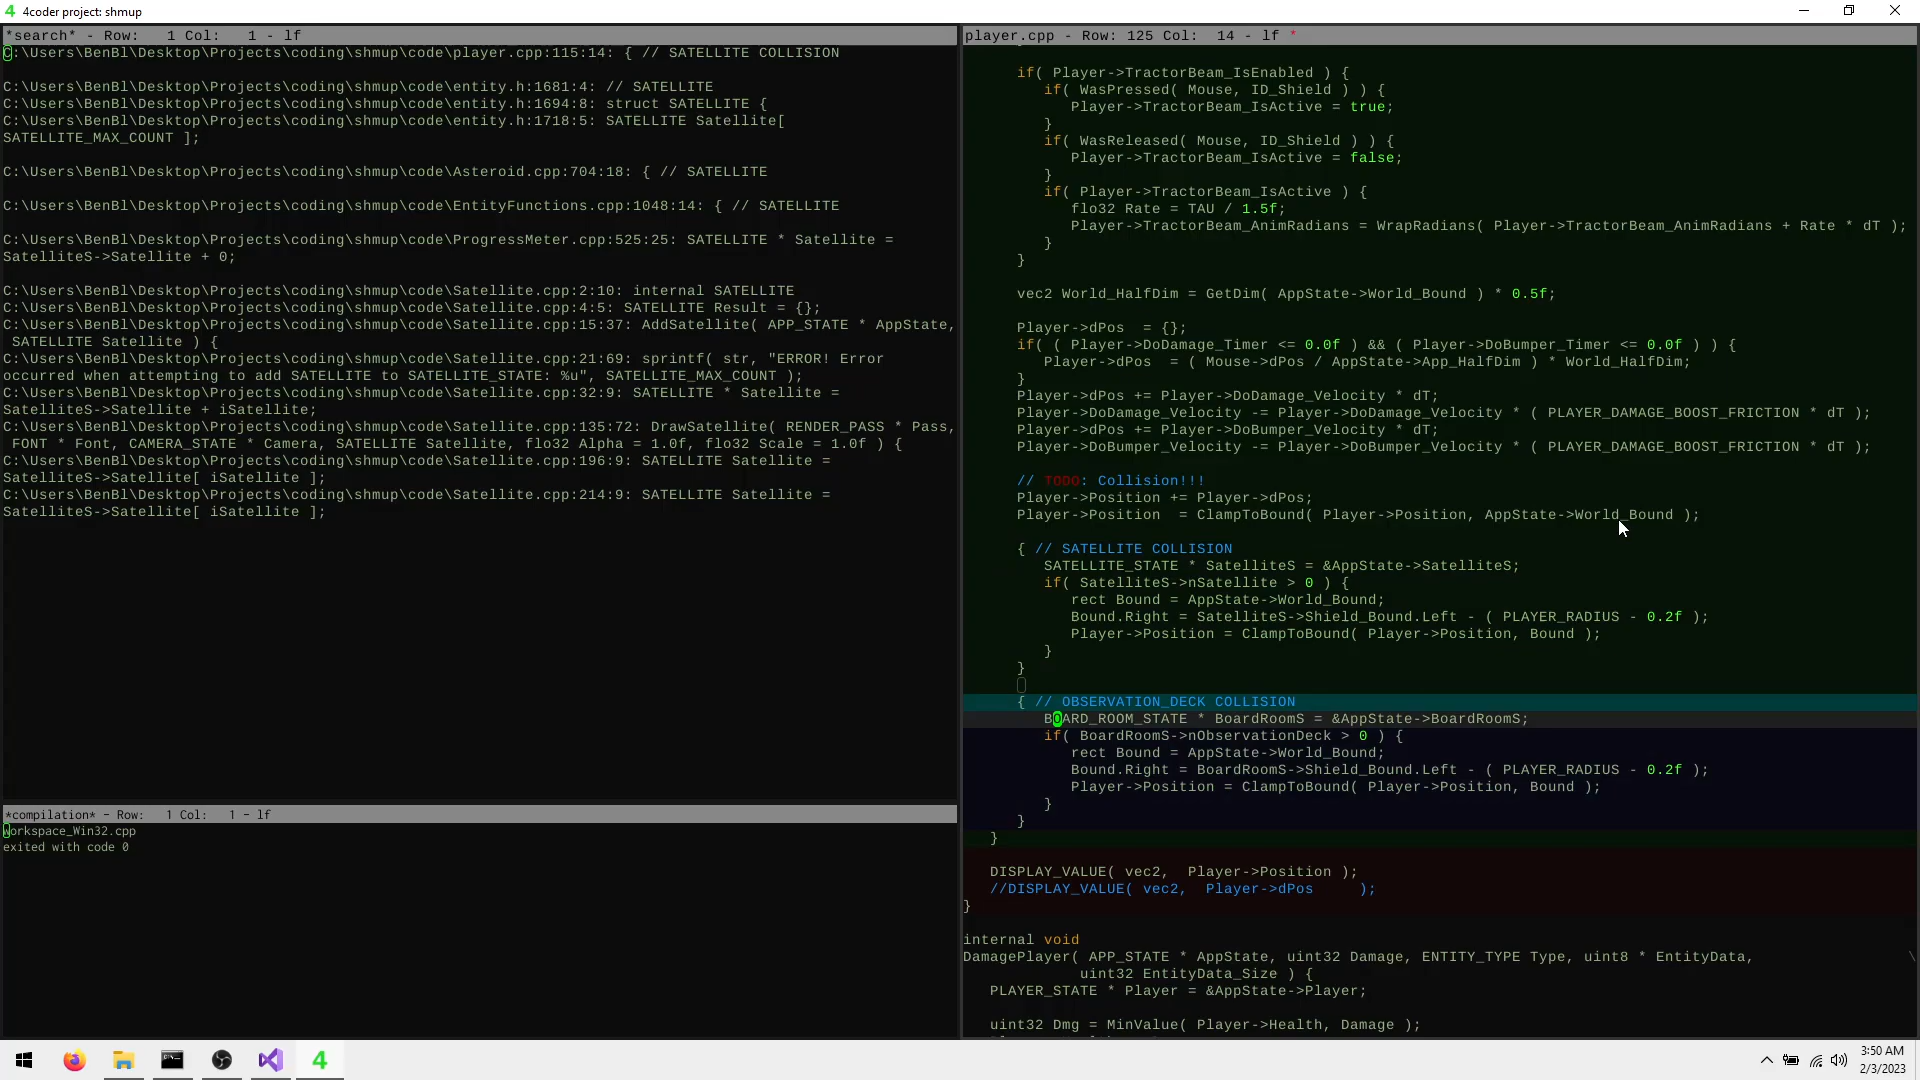 4 4coder project: shmup
*search* - Row:   1 Col:   1 - lf
C:\Users\BenBl\Desktop\Projects\coding\shmup\code\player.cpp:115:14: { // SATELLITE COLLISION
C:\Users\BenBl\Desktop\Projects\coding\shmup\code\entity.h:1681:4: // SATELLITE
C:\Users\BenBl\Desktop\Projects\coding\shmup\code\entity.h:1694:8: struct SATELLITE {
C:\Users\BenBl\Desktop\Projects\coding\shmup\code\entity.h:1718:5: SATELLITE Satellite[
SATELLITE_MAX_COUNT ];
C:\Users\BenBl\Desktop\Projects\coding\shmup\code\Asteroid.cpp:704:18: { // SATELLITE
C:\Users\BenBl\Desktop\Projects\coding\shmup\code\EntityFunctions.cpp:1048:14: { // SATELLITE
C:\Users\BenBl\Desktop\Projects\coding\shmup\code\ProgressMeter.cpp:525:25: SATELLITE * Satellite =
SatelliteS->Satellite + 0;
C:\Users\BenBl\Desktop\Projects\coding\shmup\code\Satellite.cpp:2:10: internal SATELLITE
C:\Users\BenBl\Desktop\Projects\coding\shmup\code\Satellite.cpp:4:5: SATELLITE Result = {};
C:\Users\BenBl\Desktop\Projects\coding\shmup\code\Satellite.cpp:15:37: AddSatellite( APP_STATE * AppState,
SATELLITE Satellite ) {
C:\Users\BenBl\Desktop\Projects\coding\shmup\code\Satellite.cpp:21:69: sprintf( str, "ERROR! Error
occurred when attempting to add SATELLITE to SATELLITE_STATE: %u", SATELLITE_MAX_COUNT );
C:\Users\BenBl\Desktop\Projects\coding\shmup\code\Satellite.cpp:32:9: SATELLITE * Satellite =
SatelliteS->Satellite + iSatellite;
C:\Users\BenBl\Desktop\Projects\coding\shmup\code\Satellite.cpp:135:72: DrawSatellite( RENDER_PASS * Pass,
FONT * Font, CAMERA_STATE * Camera, SATELLITE Satellite, flo32 Alpha = 1.0f, flo32 Scale = 1.0f ) {
C:\Users\BenBl\Desktop\Projects\coding\shmup\code\Satellite.cpp:196:9: SATELLITE Satellite =
SatelliteS->Satellite[ iSatellite ];
C:\Users\BenBl\Desktop\Projects\coding\shmup\code\Satellite.cpp:214:9: SATELLITE Satellite =
SatelliteS->Satellite[ iSatellite ];
*compilation* - Row:   1 Col:   1 - lf
workspace_Win32.cpp
exited with code 0
player.cpp - Row: 125 Col:  14 - lf *
}
if( Player->TractorBeam_IsEnabled ) {
if( WasPressed( Mouse, ID_Shield ) ) {
Player->TractorBeam_IsActive = true;
}
if( WasReleased( Mouse, ID_Shield ) ) {
Player->TractorBeam_IsActive = false;
}
if( Player->TractorBeam_IsActive ) {
flo32 Rate = TAU / 1.5f;
Player->TractorBeam_AnimRadians = WrapRadians( Player->TractorBeam_AnimRadians + Rate * dT );
}
}
vec2 World_HalfDim = GetDim( AppState->World_Bound ) * 0.5f;
Player->dPos  = {};
if( ( Player->DoDamage_Timer <= 0.0f ) && ( Player->DoBumper_Timer <= 0.0f ) ) {
Player->dPos  = ( Mouse->dPos / AppState->App_HalfDim ) * World_HalfDim;
}
Player->dPos += Player->DoDamage_Velocity * dT;
Player->DoDamage_Velocity -= Player->DoDamage_Velocity * ( PLAYER_DAMAGE_BOOST_FRICTION * dT );
Player->dPos += Player->DoBumper_Velocity * dT;
Player->DoBumper_Velocity -= Player->DoBumper_Velocity * ( PLAYER_DAMAGE_BOOST_FRICTION * dT );
// TODO: Collision!!!
Player->Position += Player->dPos;
Player->Position  = ClampToBound( Player->Position, AppState->World_Bound );
{ // SATELLITE COLLISION
SATELLITE_STATE * SatelliteS = &AppState->SatelliteS;
if( SatelliteS->nSatellite > 0 ) {
rect Bound = AppState->World_Bound;
Bound.Right = SatelliteS->Shield_Bound.Left - ( PLAYER_RADIUS - 0.2f );
Player->Position = ClampToBound( Player->Position, Bound );
}
}
{ // OBSERVATION_DECK COLLISION
BOARD_ROOM_STATE * BoardRoomS = &AppState->BoardRoomS;
if( BoardRoomS->nObservationDeck > 0 ) {
rect Bound = AppState->World_Bound;
Bound.Right = BoardRoomS->Shield_Bound.Left - ( PLAYER_RADIUS - 0.2f );
Player->Position = ClampToBound( Player->Position, Bound );
}
}
}
DISPLAY_VALUE( vec2,  Player->Position );
//DISPLAY_VALUE( vec2,  Player->dPos     );
}
internal void
DamagePlayer( APP_STATE * AppState, uint32 Damage, ENTITY_TYPE Type, uint8 * EntityData, \
uint32 EntityData_Size ) {
PLAYER_STATE * Player = &AppState->Player;
uint32 Dmg = MinValue( Player->Health, Damage );
4
3:50 AM
2/3/2023